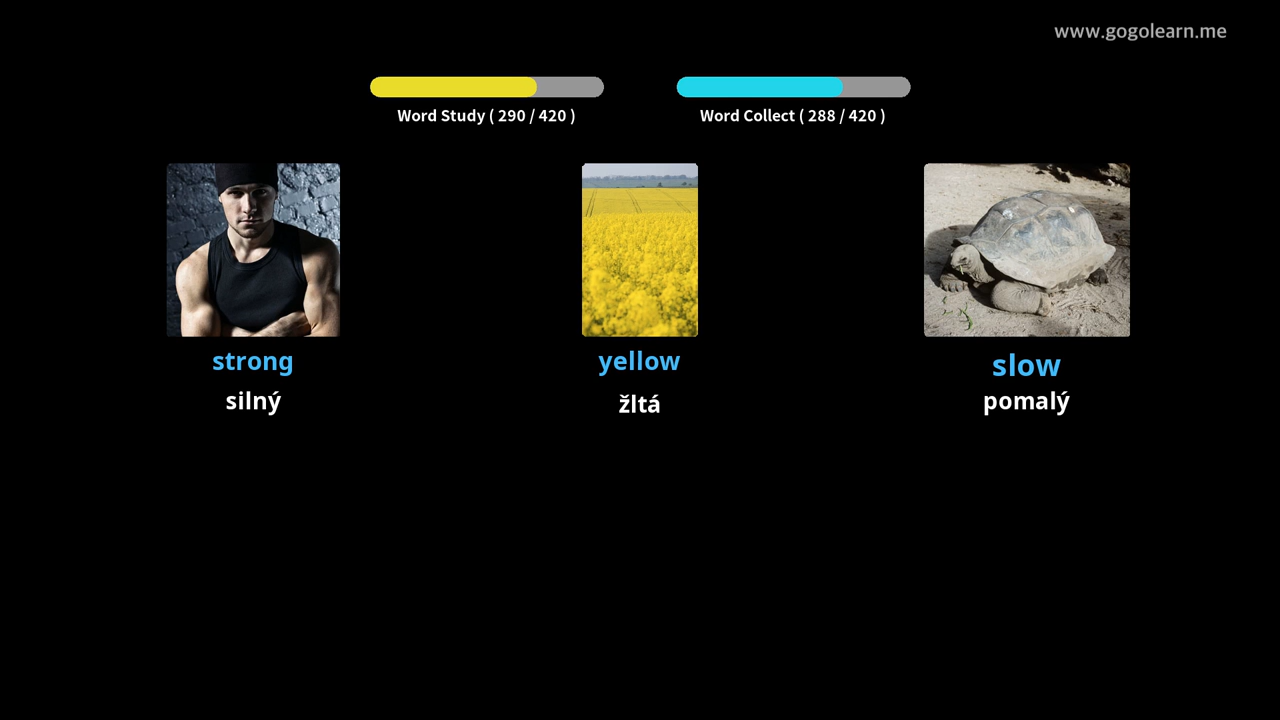 www.gogolearn.me
Word Study ( 290 / 420 )
Word Collect ( 288 / 420 )
strong
silný
yellow
žltá
slow
pomalý